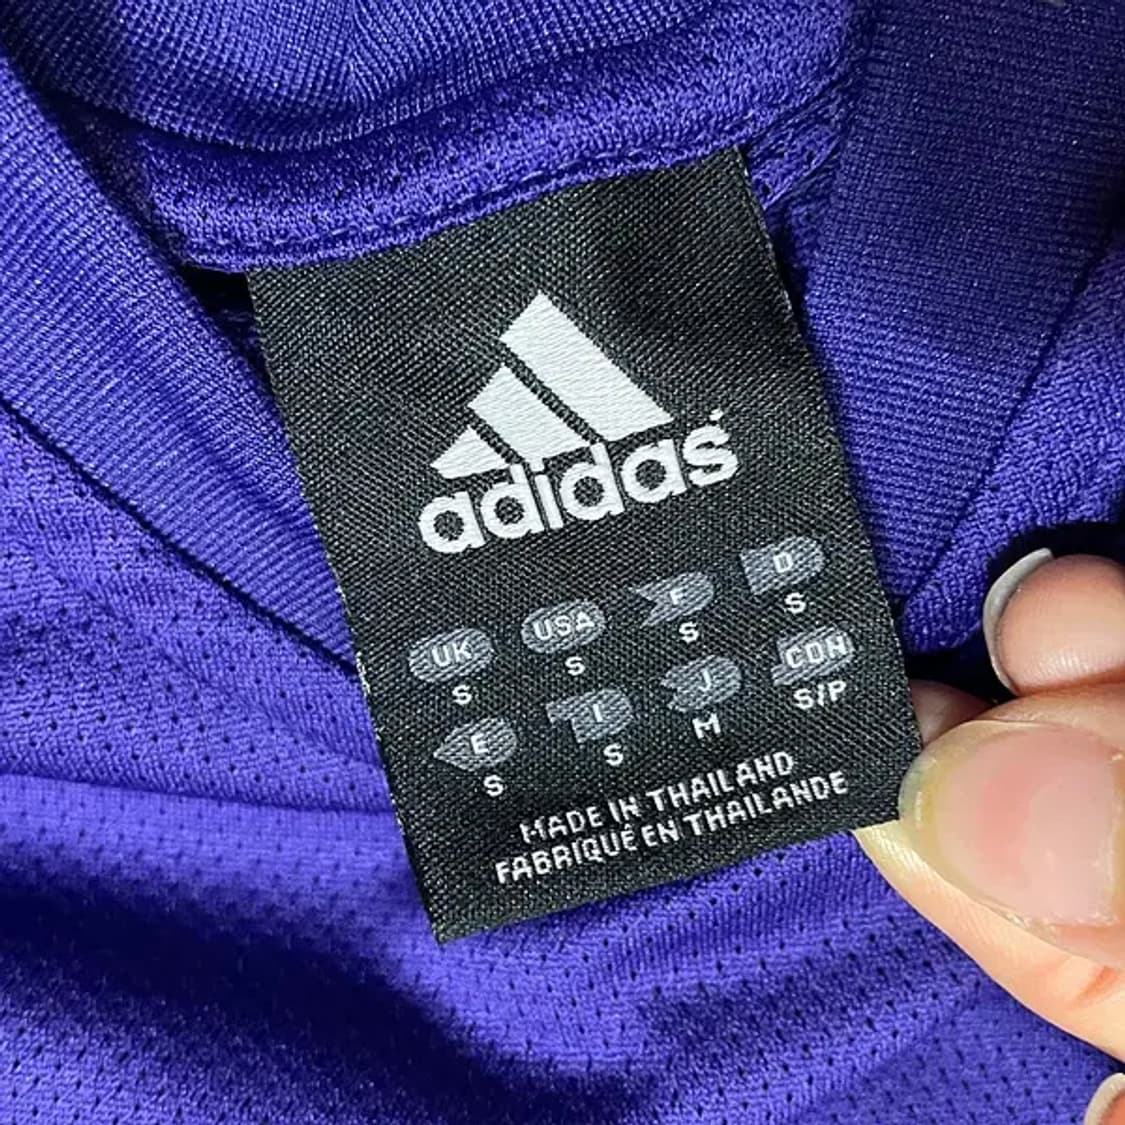 adidas
UK USA F D
S S S S
E I J CDN
S S M S/P
MADE IN THAILAND
FABRIQUÉ EN THAILANDE